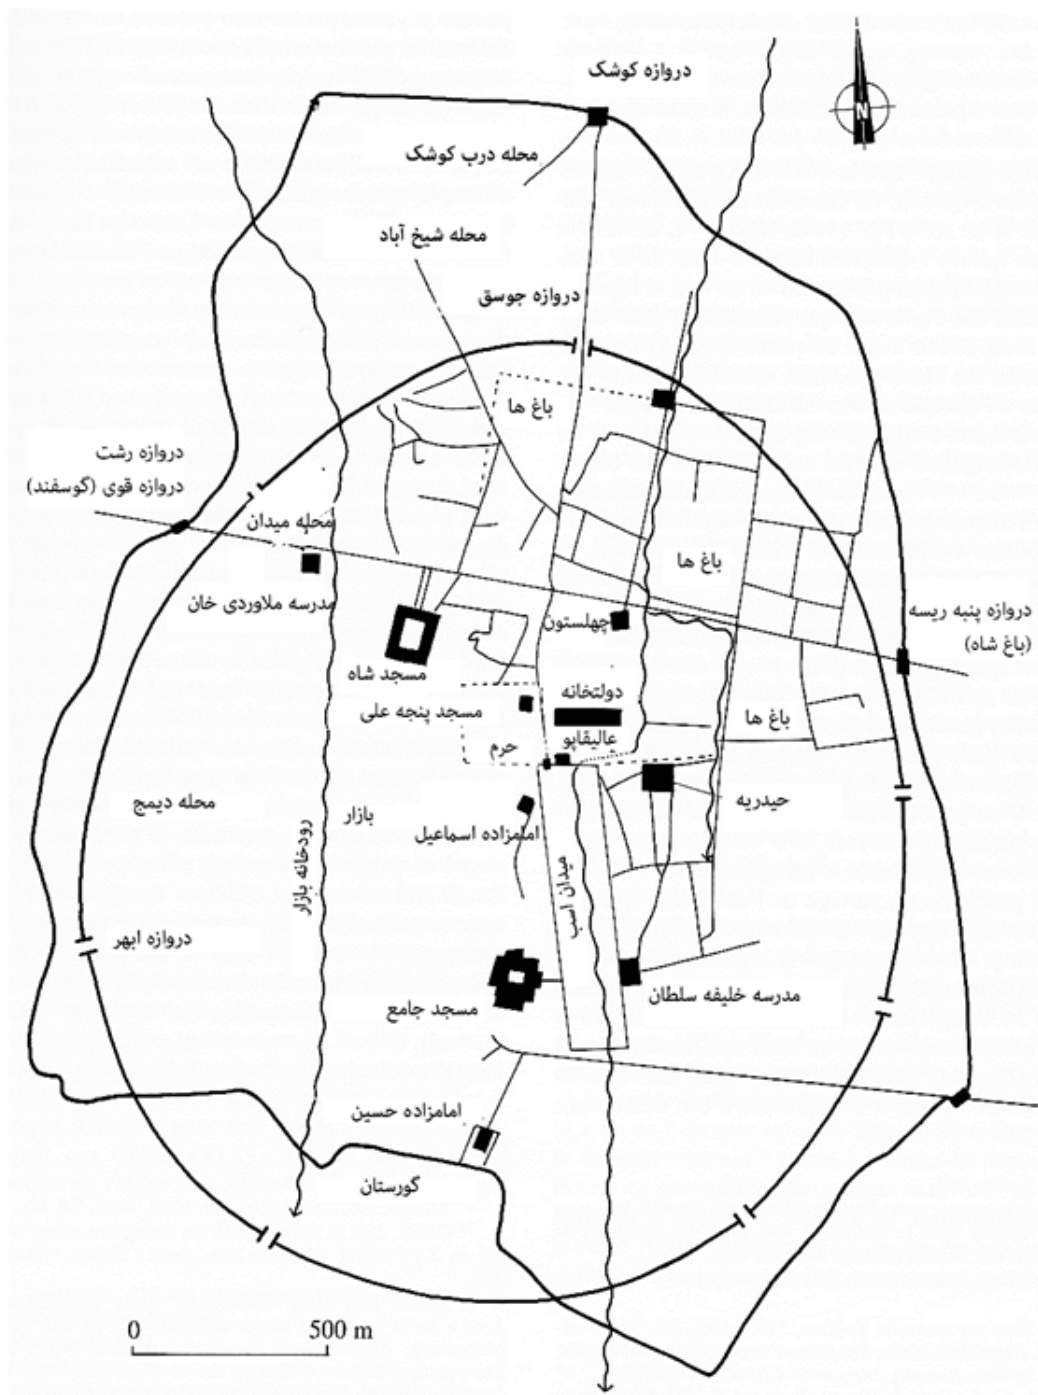 دروازه کوشک
N
محله درب کوشک
محله شیخ آباد
دروازه جوسق
باغ ها
دروازه رشت
دروازه قوی (گوسفند)
محله میدان
باغ ها
مدرسه ملاوردی خان
چهلستون
دروازه پنبه ریسه
(باغ شاه)
مسجد شاه
دولتخانه
مسجد پنجه علی
باغ ها
عالیقاپو
حرم
محله دیمج
بازار
حیدریه
امامزاده اسماعیل
رودخانه بازار
میدان اسب
دروازه ابهر
مدرسه خلیفه سلطان
مسجد جامع
امامزاده حسین
گورستان
0 500 m